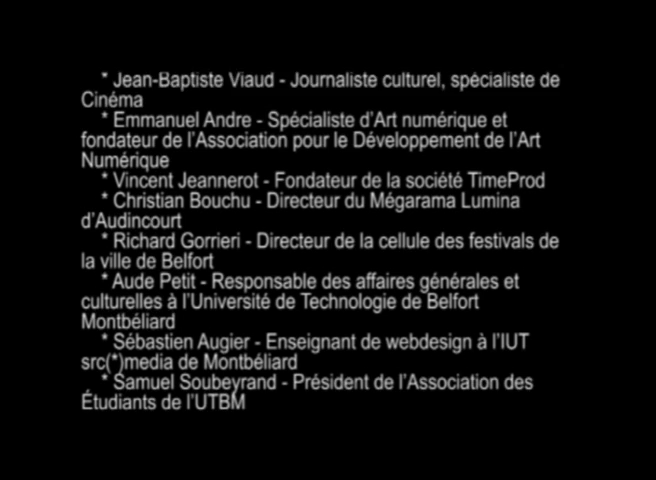 * Jean-Baptiste Viaud - Journaliste culturel, spécialiste de
Cinéma
* Emmanuel Andre - Spécialiste d'Art numérique et
fondateur de l'Association pour le Développement de l'Art
Numérique
* Vincent Jeannerot - Fondateur de la société TimeProd
* Christian Bouchu - Directeur du Mégarama Lumina
d'Audincourt
* Richard Gorrieri - Directeur de la cellule des festivals de
la ville de Belfort
* Aude Petit - Responsable des affaires générales et
culturelles à l'Université de Technologie de Belfort
Montbéliard
* Sébastien Augier - Enseignant de webdesign à l'IUT
src(*)media de Montbéliard
* Samuel Soubeyrand - Président de l'Association des
Étudiants de l'UTBM